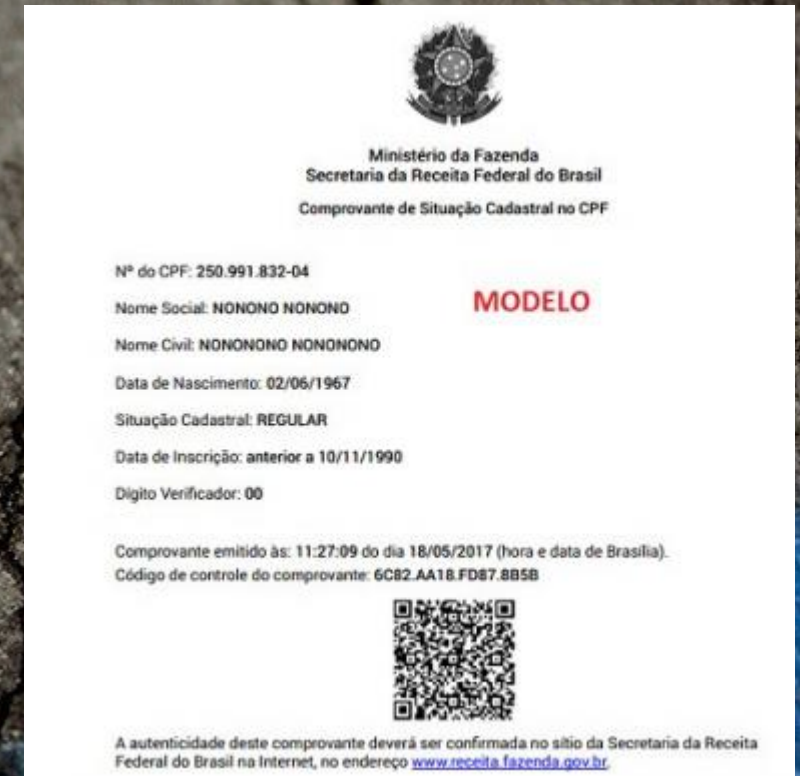 Ministério da Fazenda
Secretaria da Receita Federal do Brasil
Comprovante de Situação Cadastral no CPF
Nº do CPF: 250.991.832-04
MODELO
Nome Social: NONONO NONONO
Nome Civil: NONONONO NONONONO
Data de Nascimento: 02/06/1967
Situação Cadastral: REGULAR
Data de Inscrição: anterior a 10/11/1990
Digito Verificador: 00
Comprovante emitido às: 11:27:09 do dia 18/05/2017 (hora e data de Brasília).
Código de controle do comprovante: 6C82.AA18.FD87.8B5B
A autenticidade deste comprovante deverá ser confirmada no sítio da Secretaria da Receita
Federal do Brasil na Internet, no endereço www.receita.fazenda.gov.br.